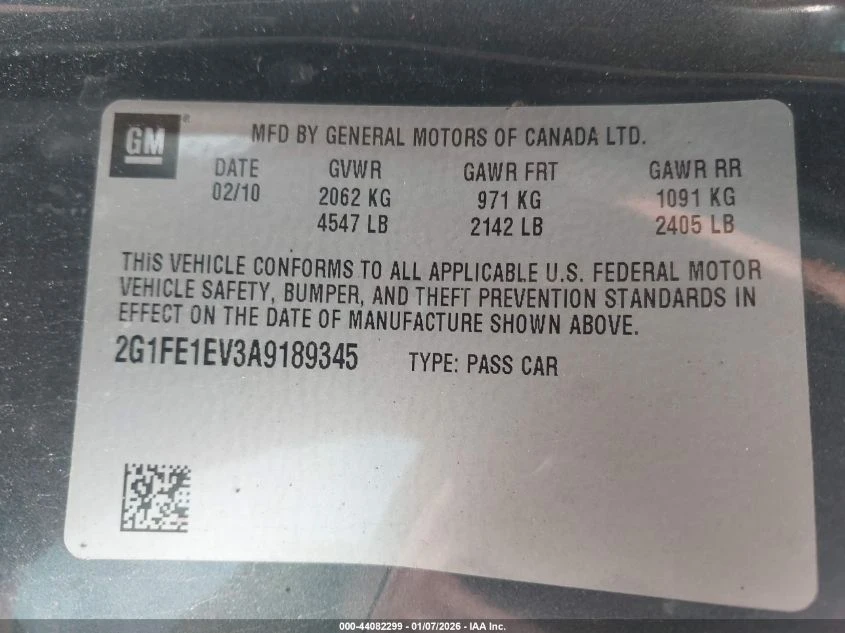 GM ®
MFD BY GENERAL MOTORS OF CANADA LTD.
DATE GVWR GAWR FRT GAWR RR
02/10 2062 KG 971 KG 1091 KG
4547 LB 2142 LB 2405 LB
THIS VEHICLE CONFORMS TO ALL APPLICABLE U.S. FEDERAL MOTOR
VEHICLE SAFETY, BUMPER, AND THEFT PREVENTION STANDARDS IN
EFFECT ON THE DATE OF MANUFACTURE SHOWN ABOVE.
2G1FE1EV3A9189345 TYPE: PASS CAR
000-44082299 - 01/07/2026 - IAA Inc.